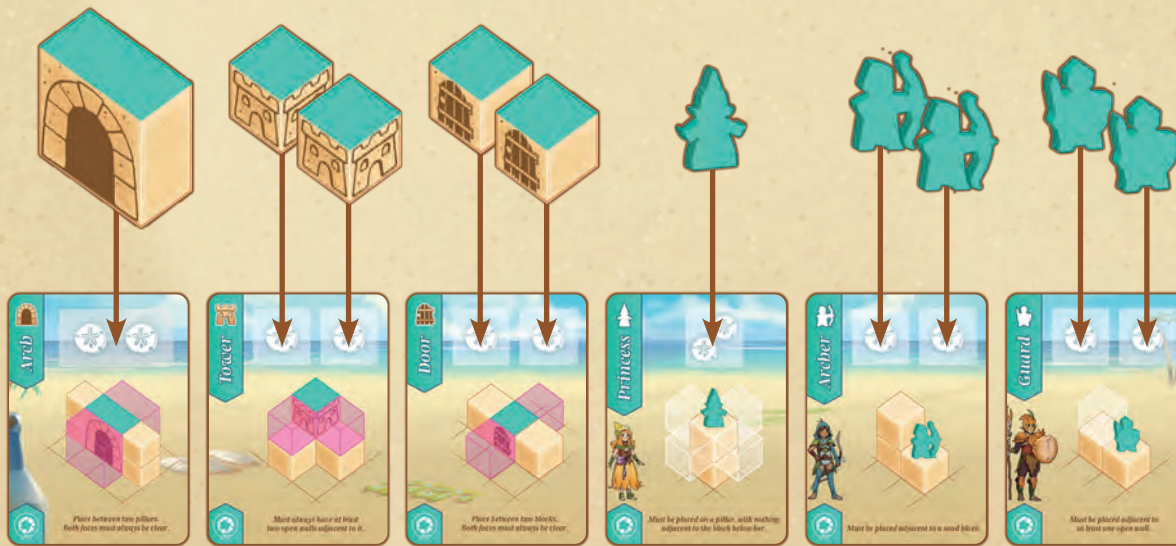 Arch
Place between two pillars.
Both faces must always be clear.
Tower
Must always have at least
two open walls adjacent to it.
Door
Place between two blocks.
Both faces must always be clear.
Princess
Must be placed on a pillar, with nothing
adjacent to the block below her.
Archer
Must be placed adjacent to a sand block.
Guard
Must be placed adjacent to
at least one open wall.